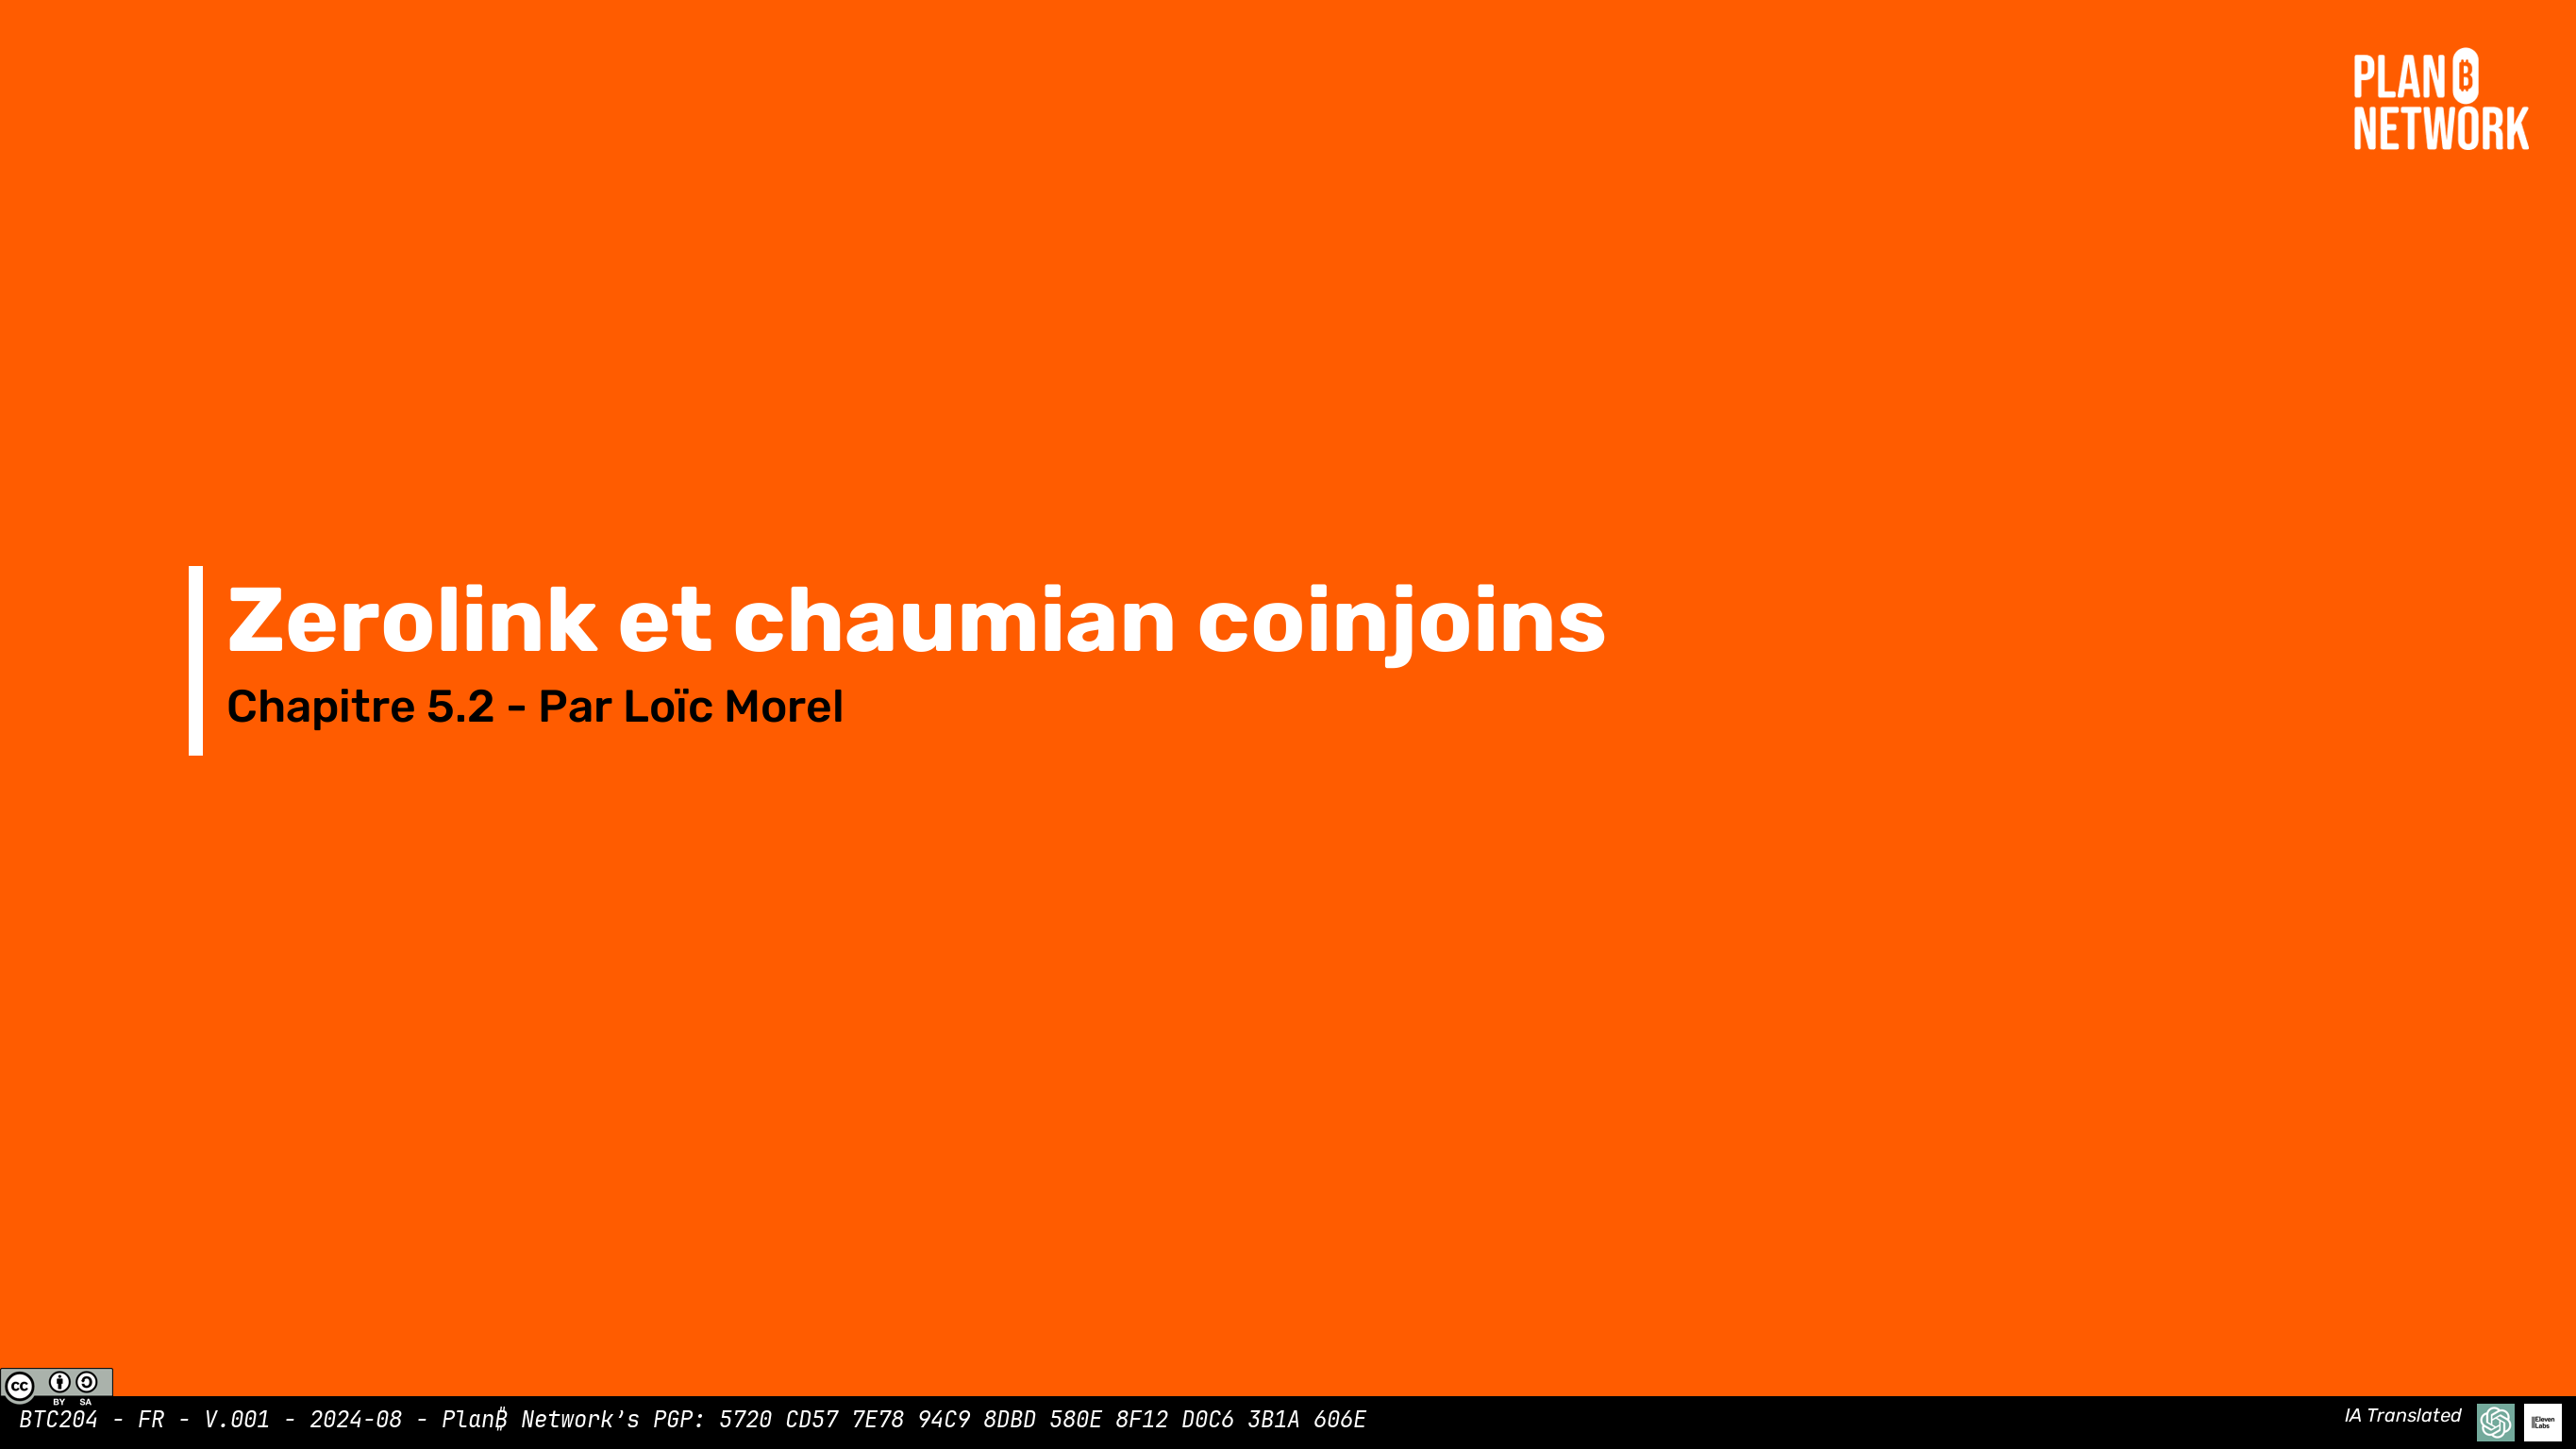 PLAN ₿
NETWORK
Zerolink et chaumian coinjoins
Chapitre 5.2 - Par Loïc Morel
CC BY SA
BTC204 - FR - V.001 - 2024-08 - Plan₿ Network’s PGP: 5720 CD57 7E78 94C9 8DBD 580E 8F12 D0C6 3B1A 606E
IA Translated
ElevenLabs